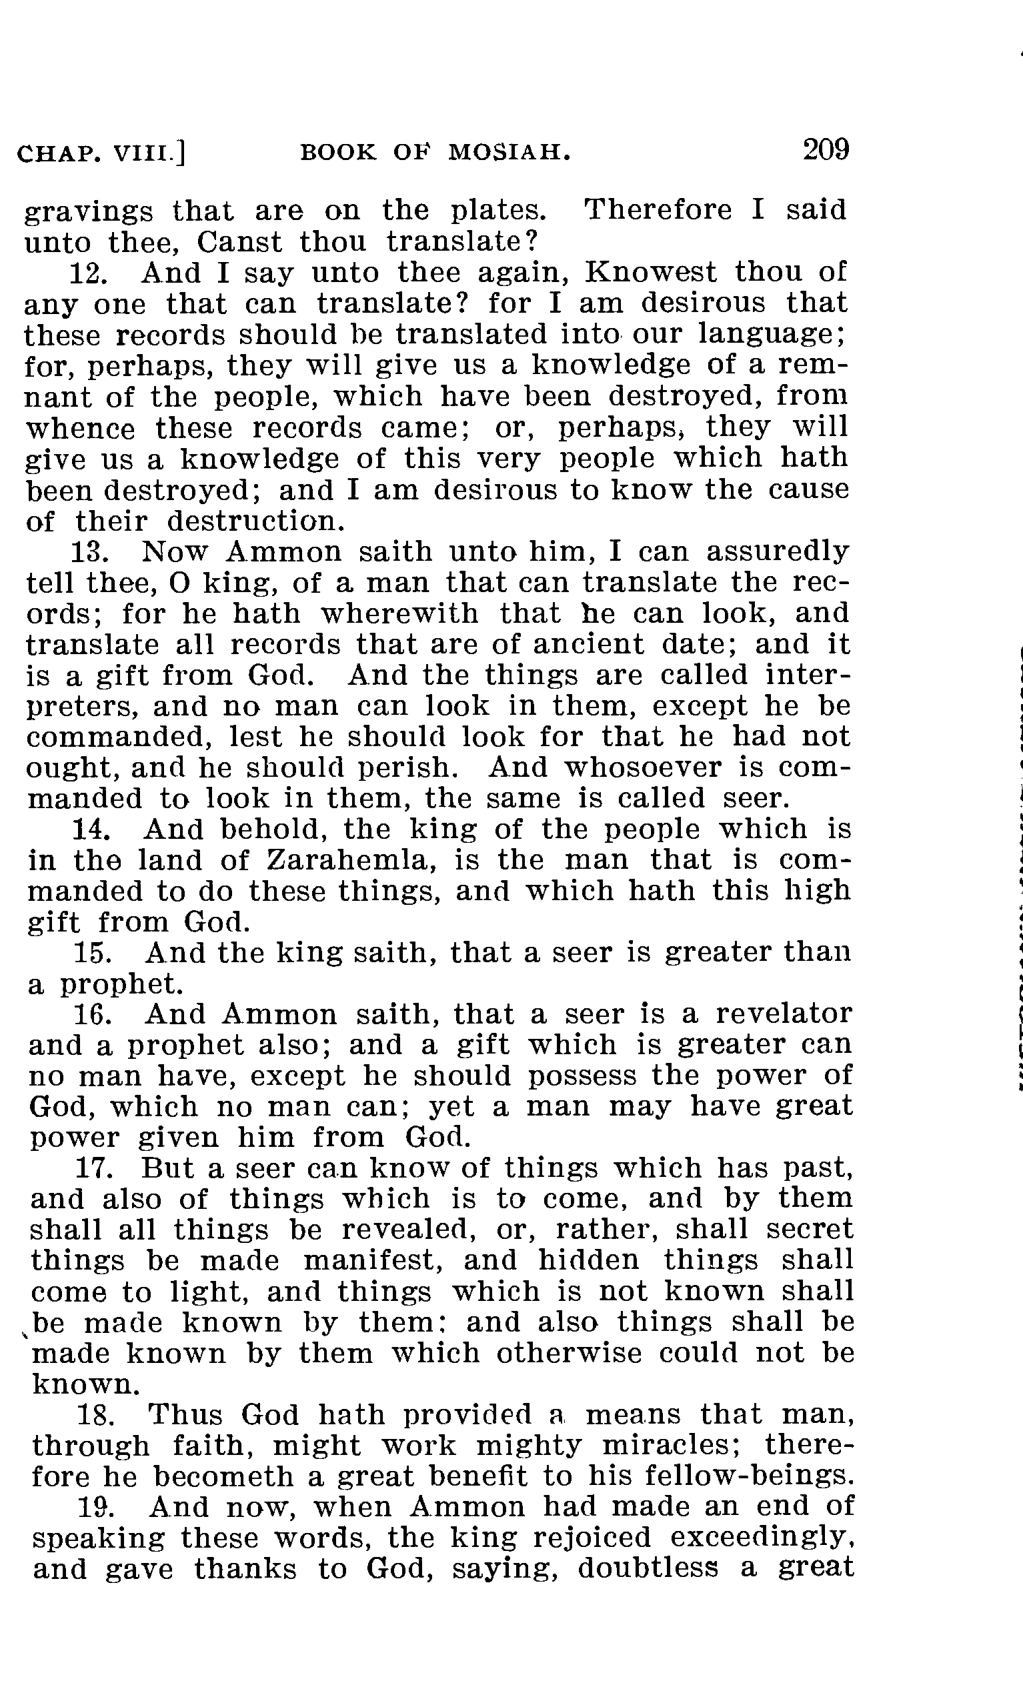 CHAP. VIII.] BOOK OF MOSIAH. 209
gravings that are on the plates. Therefore I said
unto thee, Canst thou translate?
12. And I say unto thee again, Knowest thou of
any one that can translate? for I am desirous that
these records should be translated into our language;
for, perhaps, they will give us a knowledge of a rem-
nant of the people, which have been destroyed, from
whence these records came; or, perhaps, they will
give us a knowledge of this very people which hath
been destroyed; and I am desirous to know the cause
of their destruction.
13. Now Ammon saith unto him, I can assuredly
tell thee, O king, of a man that can translate the rec-
ords; for he hath wherewith that he can look, and
translate all records that are of ancient date; and it
is a gift from God. And the things are called inter-
preters, and no man can look in them, except he be
commanded, lest he should look for that he had not
ought, and he should perish. And whosoever is com-
manded to look in them, the same is called seer.
14. And behold, the king of the people which is
in the land of Zarahemla, is the man that is com-
manded to do these things, and which hath this high
gift from God.
15. And the king saith, that a seer is greater than
a prophet.
16. And Ammon saith, that a seer is a revelator
and a prophet also; and a gift which is greater can
no man have, except he should possess the power of
God, which no man can; yet a man may have great
power given him from God.
17. But a seer can know of things which has past,
and also of things which is to come, and by them
shall all things be revealed, or, rather, shall secret
things be made manifest, and hidden things shall
come to light, and things which is not known shall
be made known by them; and also things shall be
made known by them which otherwise could not be
known.
18. Thus God hath provided a means that man,
through faith, might work mighty miracles; there-
fore he becometh a great benefit to his fellow-beings.
19. And now, when Ammon had made an end of
speaking these words, the king rejoiced exceedingly,
and gave thanks to God, saying, doubtless a great